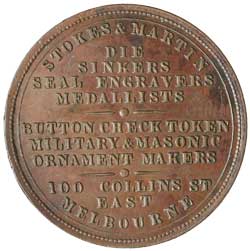 STOKES & MARTIN
DIE
SINKERS
SEAL ENGRAVERS
MEDALLISTS
BUTTON CHECK TOKEN
MILITARY & MASONIC
ORNAMENT MAKERS
100 COLLINS ST
EAST
MELBOURNE